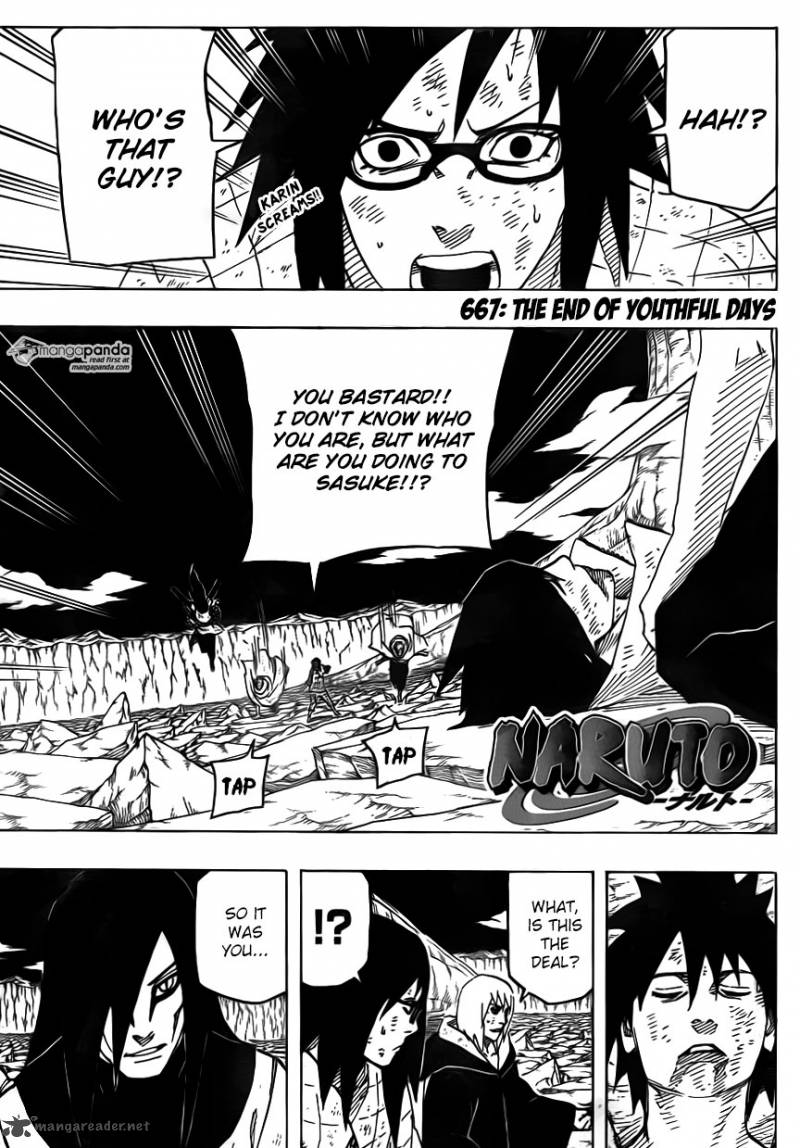 HAH!?
WHO'S
THAT
GUY!?
KARIN
SCREAMS!!
667: THE END OF YOUTHFUL DAYS
mangapanda
read first at
mangapanda.com
YOU BASTARD!!
I DON'T KNOW WHO
YOU ARE, BUT WHAT
ARE YOU DOING TO
SASUKE!!?
TAP
TAP
NARUTO
-ナルト-
WHAT,
IS THIS
THE
DEAL?
!?
SO IT
WAS
YOU...
mangareader.net